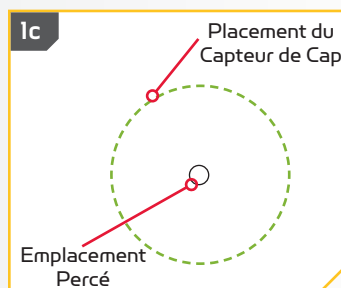 1c
Placement du
Capteur de Cap
Emplacement
Percé